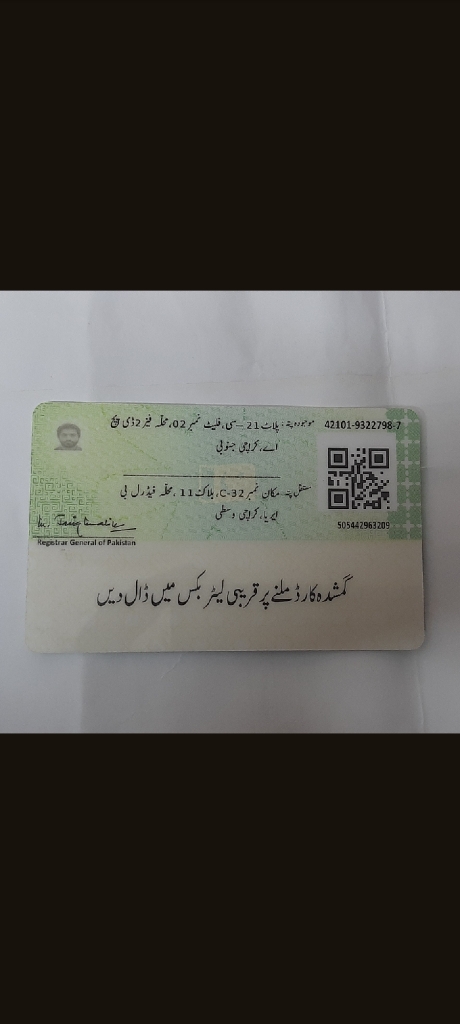 موجودہ پتہ: پلاٹ 21 -سی، فلیٹ نمبر 02، محلہ فیز 2 ڈی ایچ
42101-9322798-7
اے، کراچی جنوبی
مستقل پتہ: مکان نمبر C-32، بلاک 11، محلہ فیڈرل بی
ایریا، کراچی وسطی
505442963209
Registrar General of Pakistan
گمشدہ کارڈ ملنے پر قریبی لیٹر بکس میں ڈال دیں